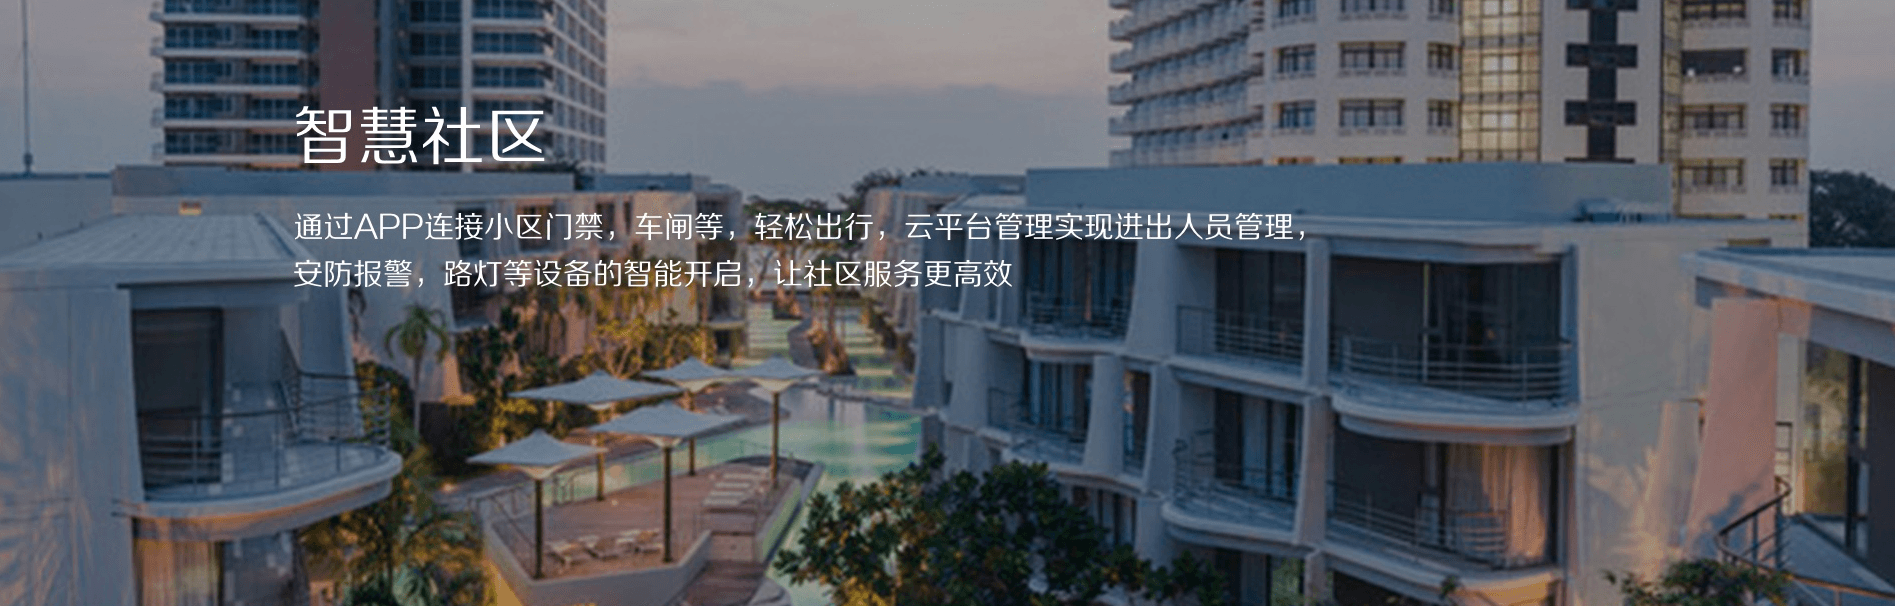 智慧社区
通过APP连接小区门禁，车闸等，轻松出行，云平台管理实现进出人员管理，
安防报警，路灯等设备的智能开启，让社区服务更高效